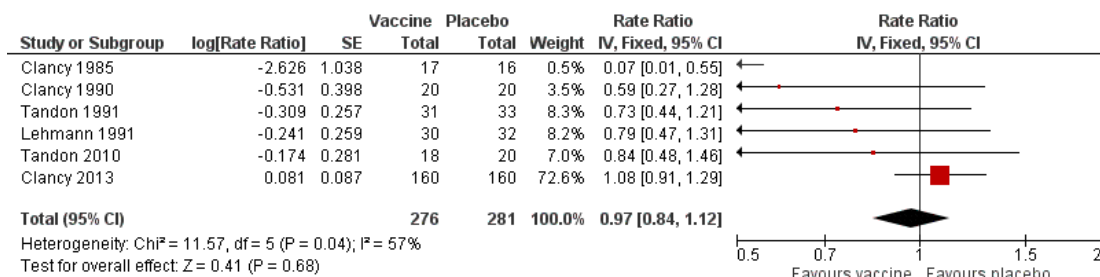 Vaccine Placebo Rate Ratio Rate Ratio
Study or Subgroup log[Rate Ratio] SE Total Total Weight IV, Fixed, 95% CI IV, Fixed, 95% CI
Clancy 1985 -2.626 1.038 17 16 0.5% 0.07 [0.01, 0.55]
Clancy 1990 -0.531 0.398 20 20 3.5% 0.59 [0.27, 1.28]
Tandon 1991 -0.309 0.257 31 33 8.3% 0.73 [0.44, 1.21]
Lehmann 1991 -0.241 0.259 30 32 8.2% 0.79 [0.47, 1.31]
Tandon 2010 -0.174 0.281 18 20 7.0% 0.84 [0.48, 1.46]
Clancy 2013 0.081 0.087 160 160 72.6% 1.08 [0.91, 1.29]
Total (95% CI) 276 281 100.0% 0.97 [0.84, 1.12]
Heterogeneity: Chi² = 11.57, df = 5 (P = 0.04); I² = 57%
Test for overall effect: Z = 0.41 (P = 0.68)
0.5 0.7 1 1.5 2
Favours vaccine Favours placebo